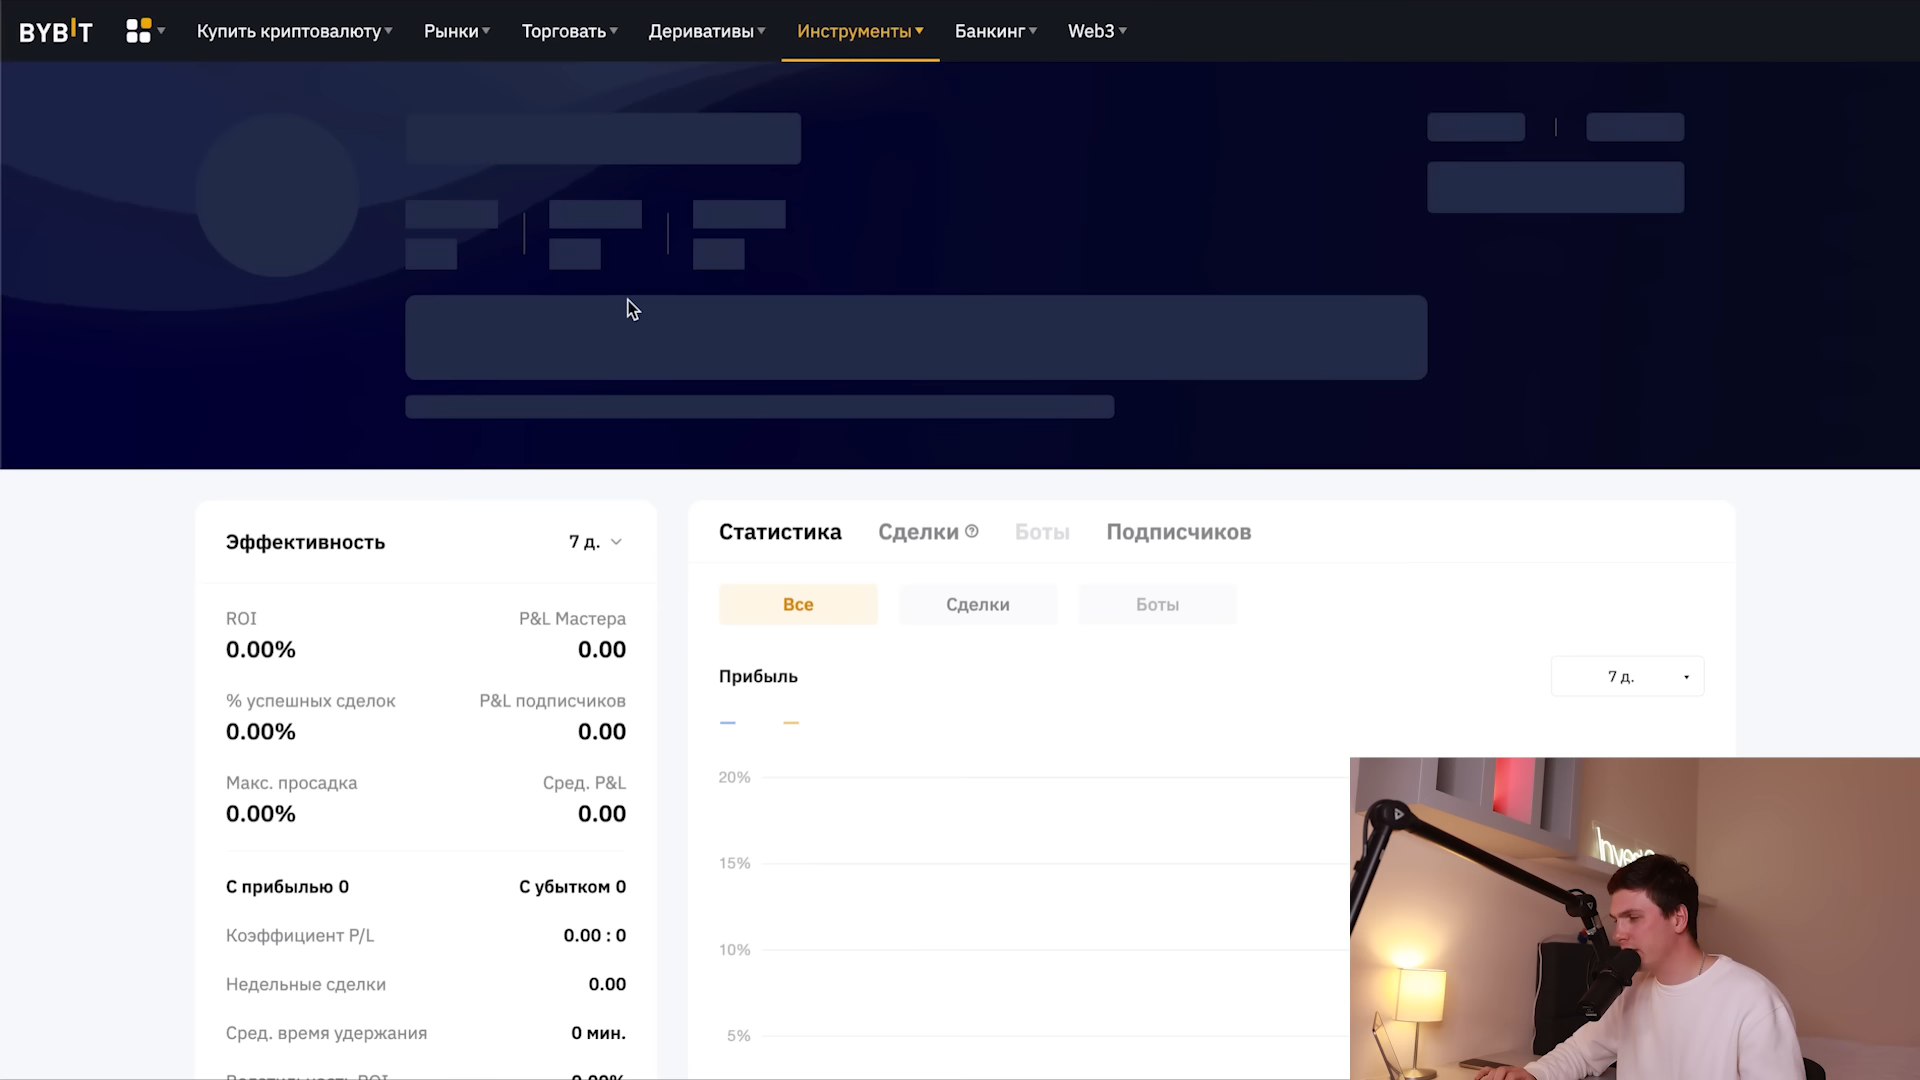 BYBIT
Купить криптовалюту
Рынки
Торговать
Деривативы
Инструменты
Банкинг
Web3
Эффективность
7 д.
ROI
P&L Мастера
0.00%
0.00
% успешных сделок
P&L подписчиков
0.00%
0.00
Макс. просадка
Сред. P&L
0.00%
0.00
С прибылью 0
С убытком 0
Коэффициент P/L
0.00 : 0
Недельные сделки
0.00
Сред. время удержания
0 мин.
Статистика
Сделки
Боты
Подписчиков
Все
Сделки
Боты
Прибыль
7 д.
20%
15%
10%
5%